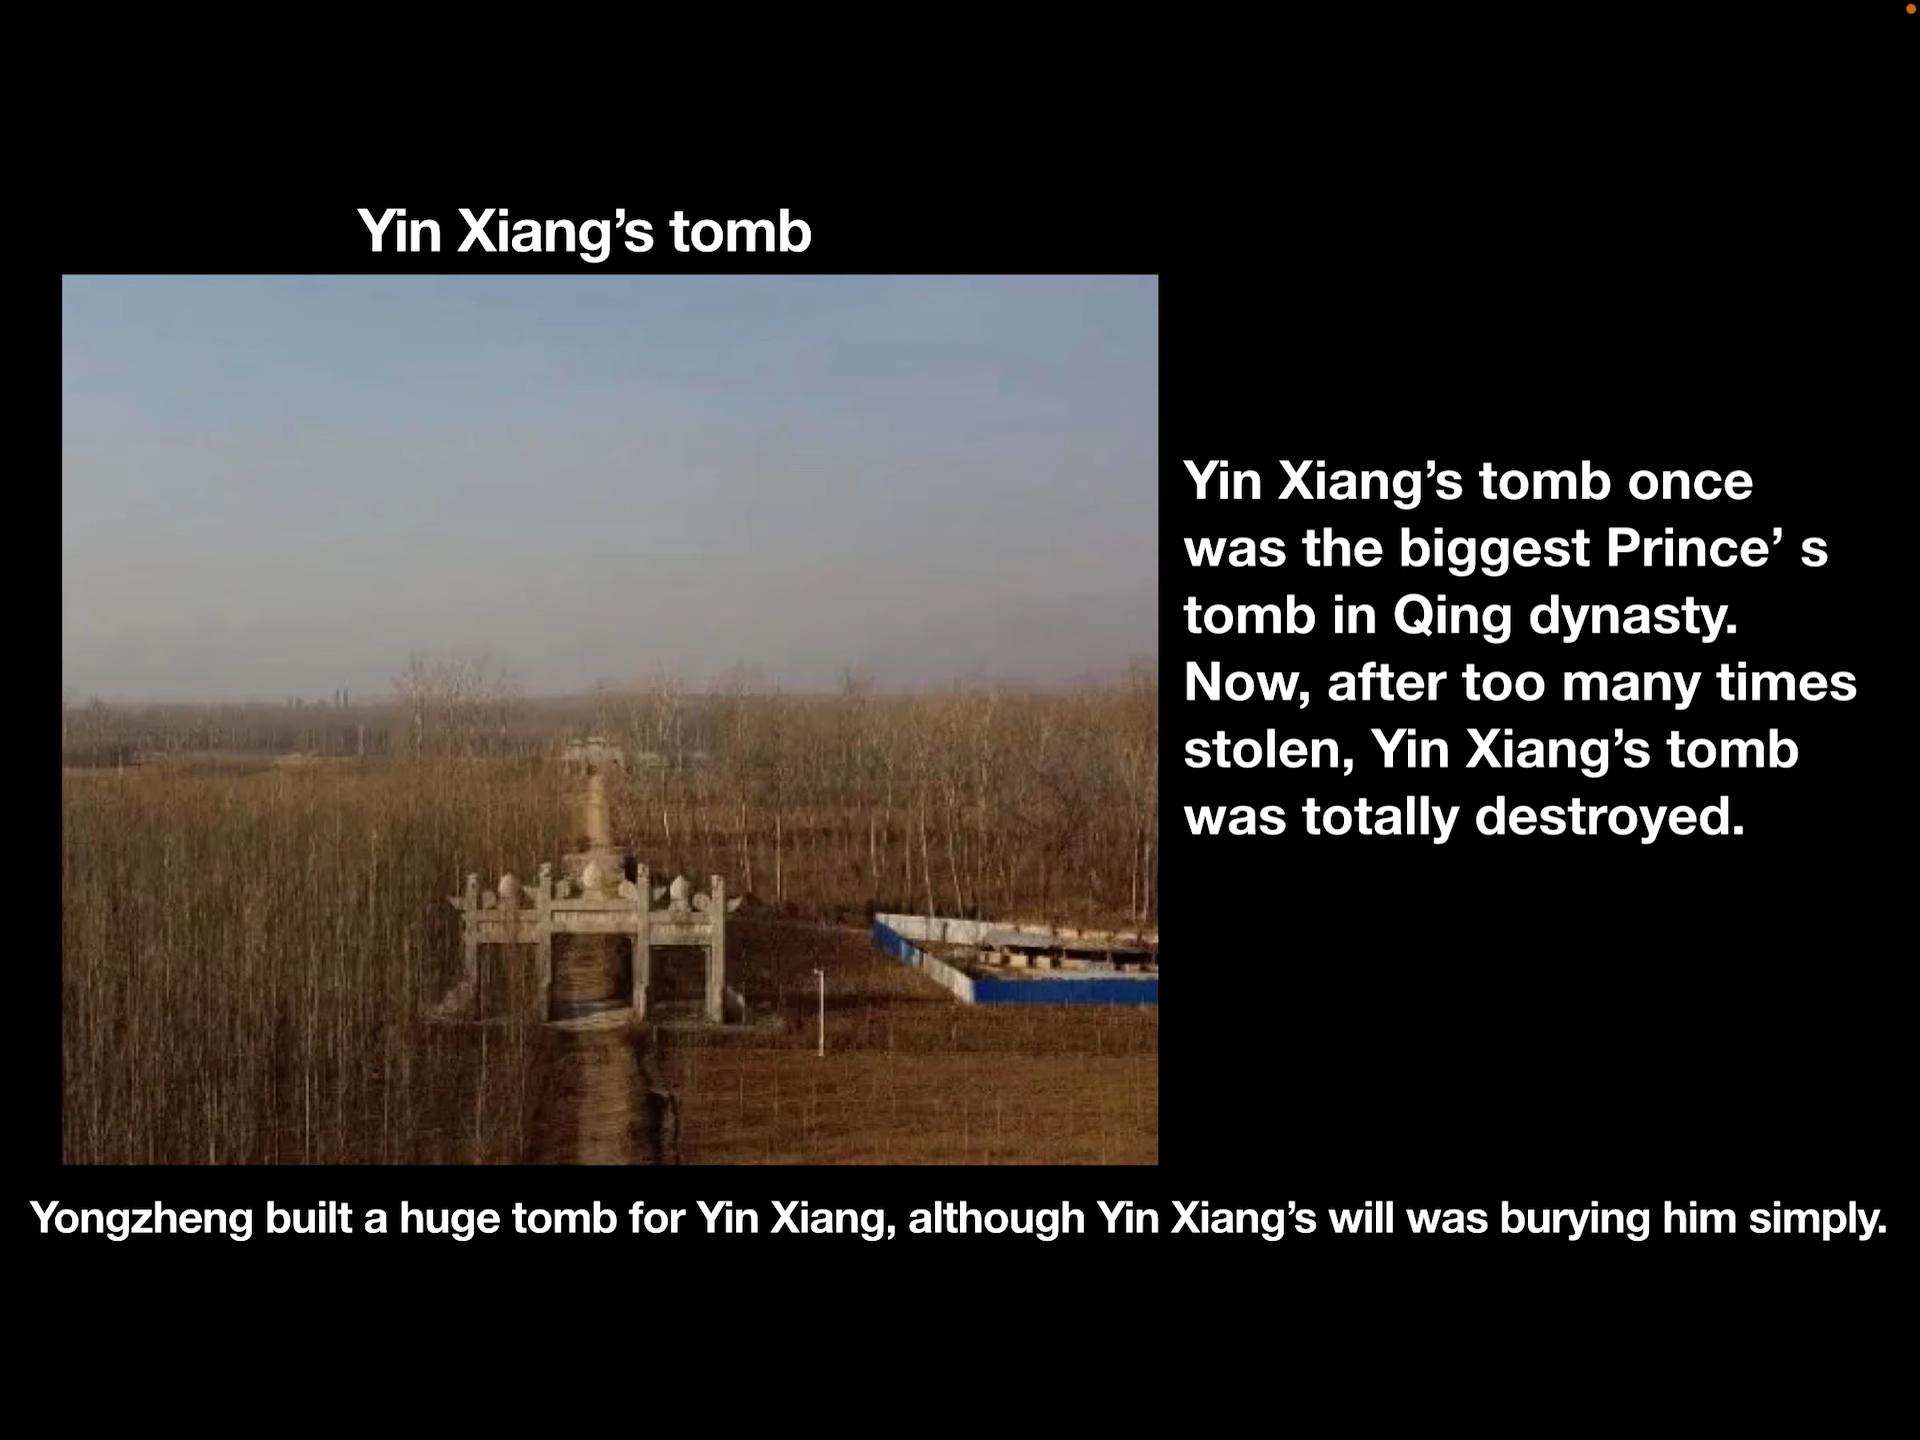 Yin Xiang’s tomb
Yin Xiang’s tomb once
was the biggest Prince’ s
tomb in Qing dynasty.
Now, after too many times
stolen, Yin Xiang’s tomb
was totally destroyed.
Yongzheng built a huge tomb for Yin Xiang, although Yin Xiang’s will was burying him simply.